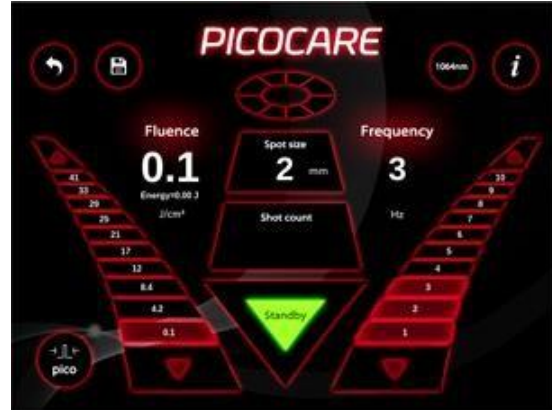 PICOCARE
1064nm
i
Fluence
0.1
Energy=0.00 J
J/cm²
Spot size
2 mm
Frequency
3
Hz
Shot count
Standby
41
33
29
25
21
17
12
8.4
4.2
0.1
10
9
8
7
6
5
4
3
2
1
pico